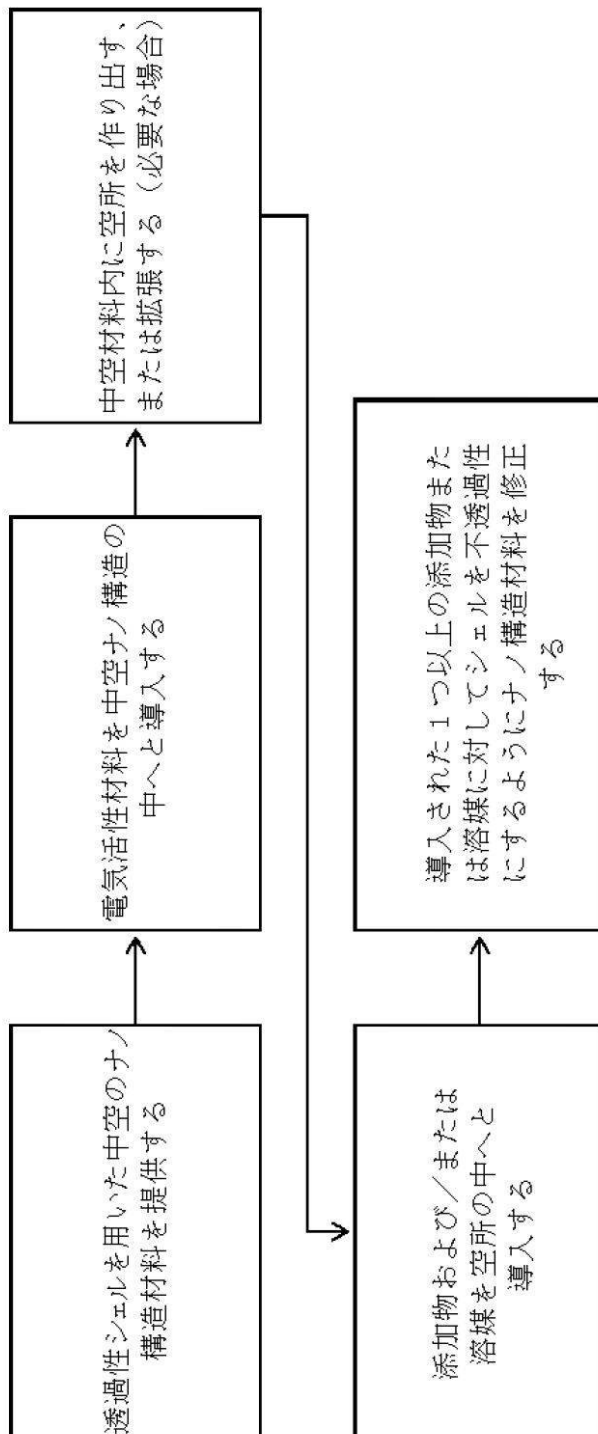 透過性シェルを用いた中空のナノ
構造材料を提供する
電気活性材料を中空ナノ構造の
中へと導入する
中空材料内に空所を作り出す、
または拡張する（必要な場合）
添加物および／または
溶媒を空所の中へと
導入する
導入された１つ以上の添加物また
は溶媒に対してシェルを不透過性
にするようにナノ構造材料を修正
する